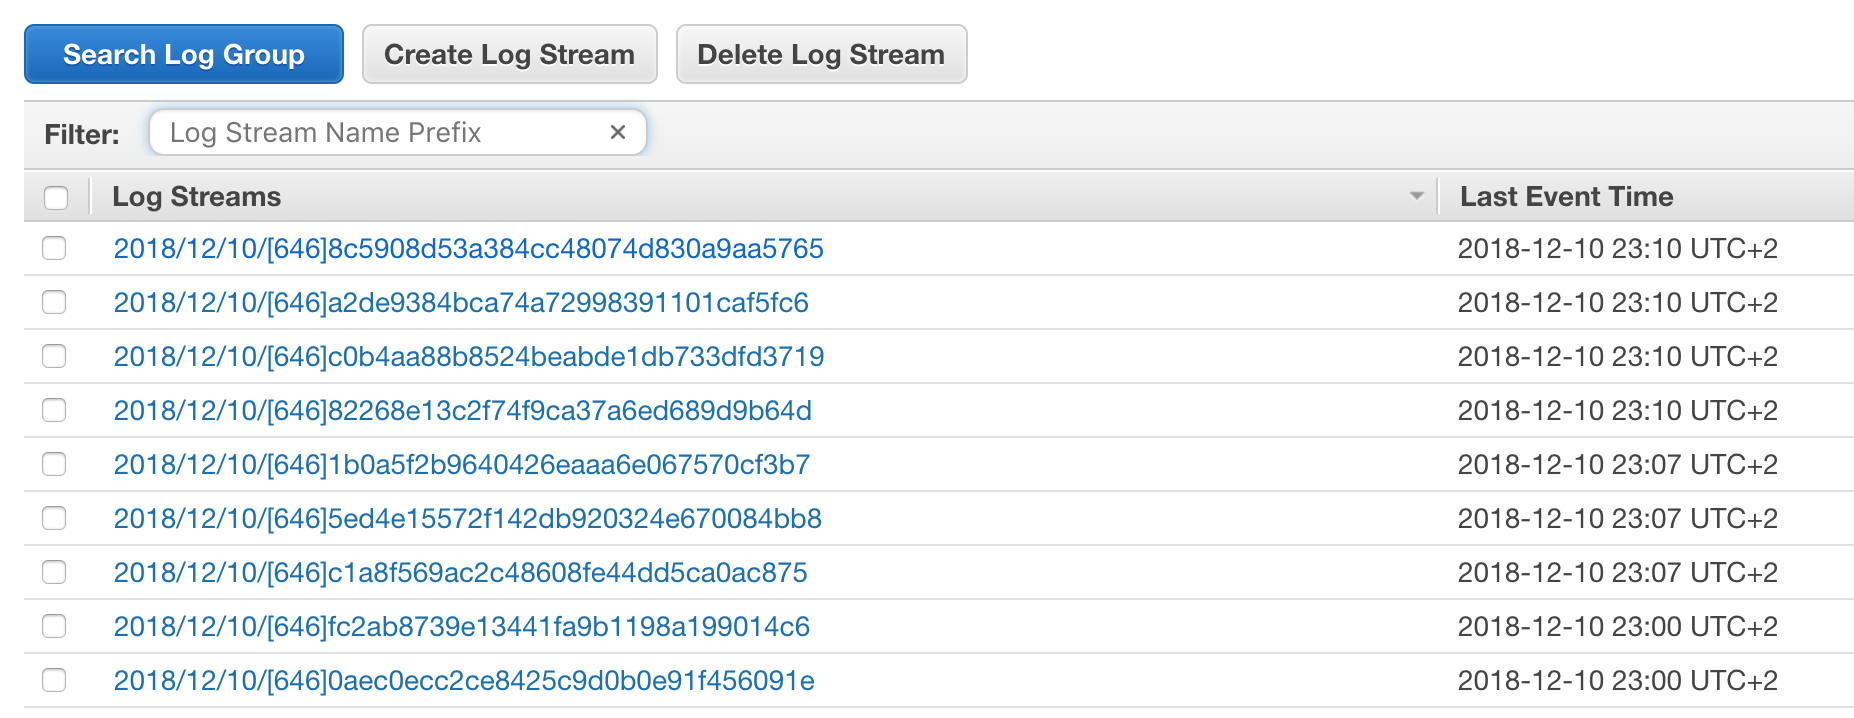 Search Log Group Create Log Stream Delete Log Stream
Filter: Log Stream Name Prefix ×
Log Streams Last Event Time
2018/12/10/[646]8c5908d53a384cc48074d830a9aa5765 2018-12-10 23:10 UTC+2
2018/12/10/[646]a2de9384bca74a72998391101caf5fc6 2018-12-10 23:10 UTC+2
2018/12/10/[646]c0b4aa88b8524beabde1db733dfd3719 2018-12-10 23:10 UTC+2
2018/12/10/[646]82268e13c2f74f9ca37a6ed689d9b64d 2018-12-10 23:10 UTC+2
2018/12/10/[646]1b0a5f2b9640426eaaa6e067570cf3b7 2018-12-10 23:07 UTC+2
2018/12/10/[646]5ed4e15572f142db920324e670084bb8 2018-12-10 23:07 UTC+2
2018/12/10/[646]c1a8f569ac2c48608fe44dd5ca0ac875 2018-12-10 23:07 UTC+2
2018/12/10/[646]fc2ab8739e13441fa9b1198a199014c6 2018-12-10 23:00 UTC+2
2018/12/10/[646]0aec0ecc2ce8425c9d0b0e91f456091e 2018-12-10 23:00 UTC+2